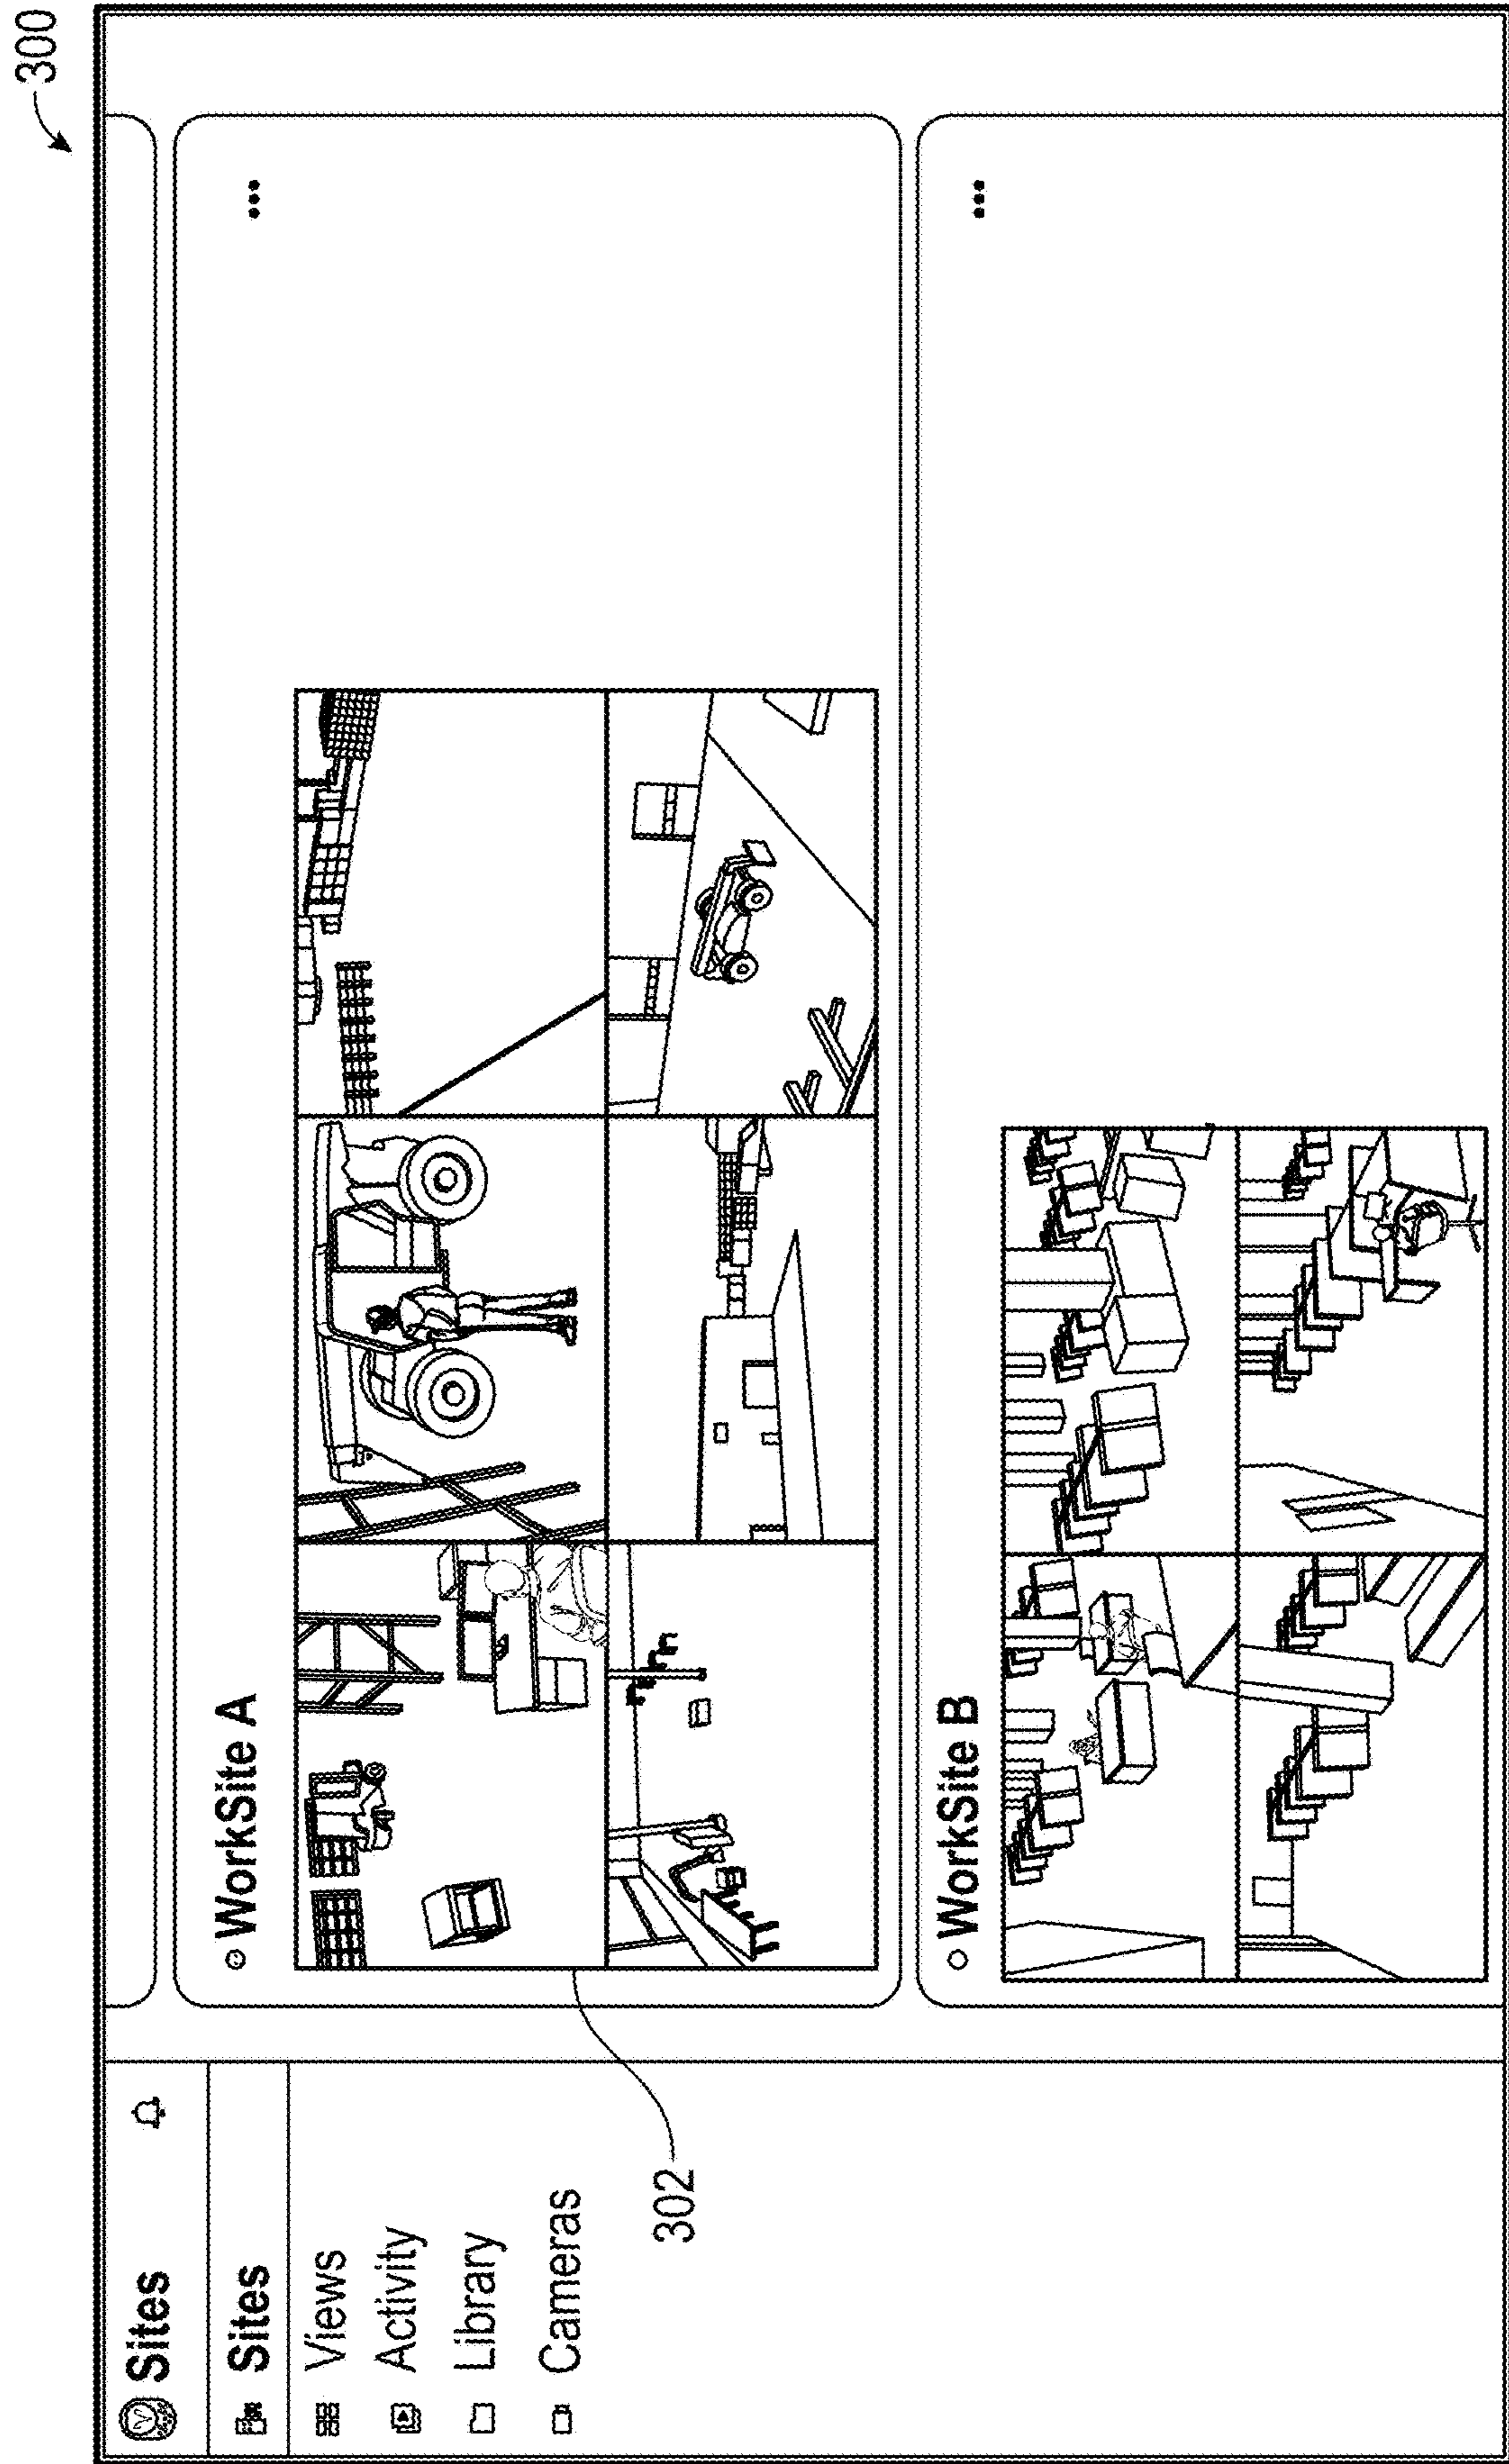 300
Sites
Sites
Views
Activity
Library
Cameras
302
WorkSite A
WorkSite B